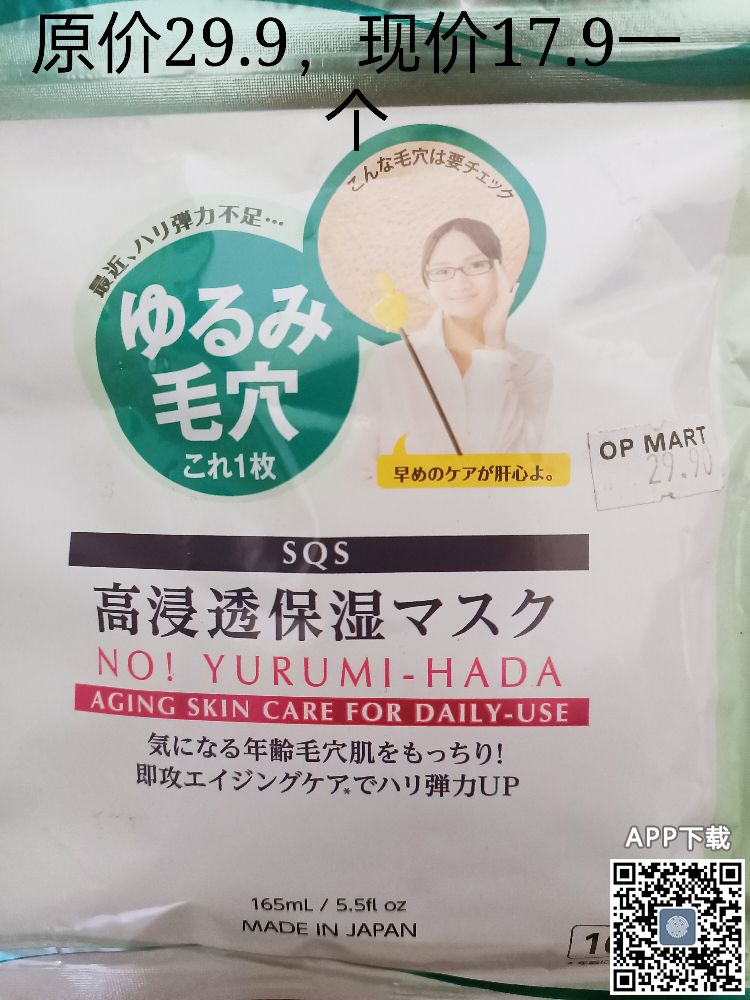 原价29.9，现价17.9一
个
こんな毛穴は要チェック
最近、ハリ弾力不足…
ゆるみ
毛穴
これ1枚
早めのケアが肝心よ。
OP MART
29.90
SQS
高浸透保湿マスク
NO! YURUMI-HADA
AGING SKIN CARE FOR DAILY-USE
気になる年齢毛穴肌をもっちり!
即攻エイジングケア*でハリ弾力UP
165mL / 5.5fl oz
MADE IN JAPAN
APP下载